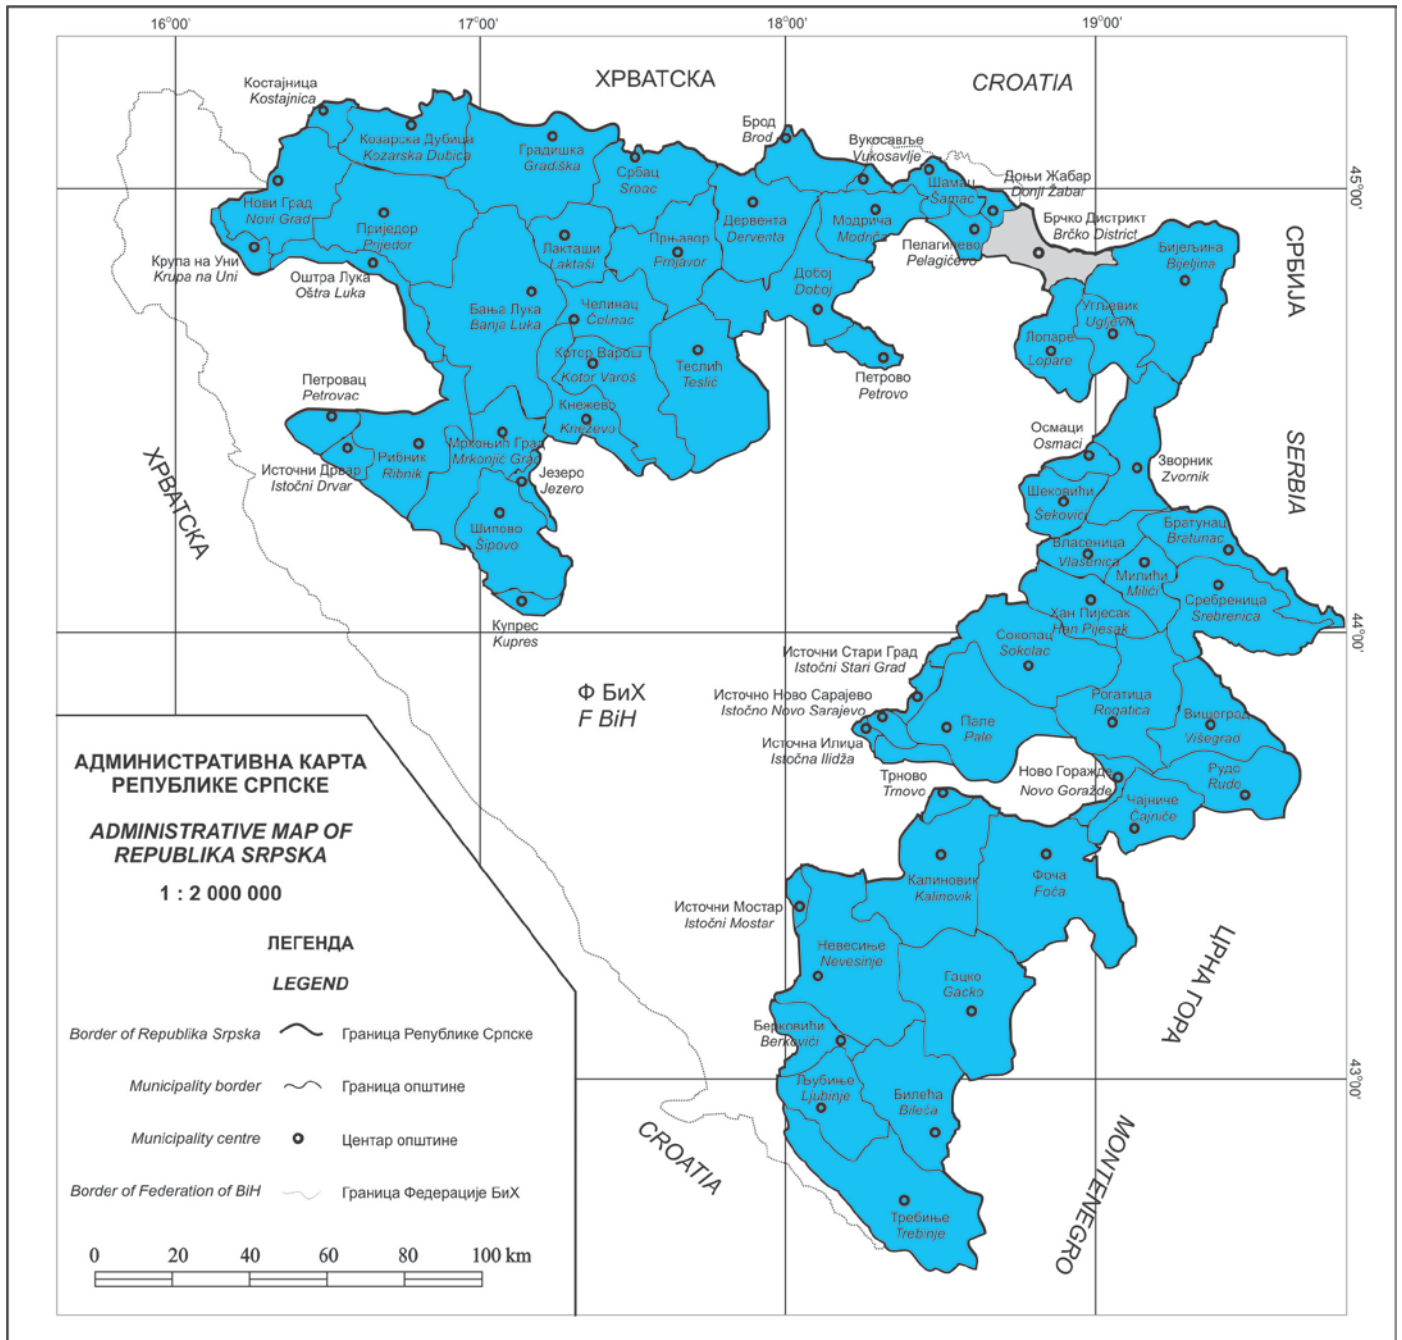 16°00'
17°00'
18°00'
19°00'
ХРВАТСКА
CROATIA
Костајница
Kostajnica
Козарска Дубица
Kozarska Dubica
Градишка
Gradiška
Србац
Srbac
Брод
Brod
Вукосавље
Vukosavlje
Шамац
Šamac
Доњи Жабар
Donji Žabar
45°00'
Нови Град
Novi Grad
Приједор
Prijedor
Лакташи
Laktaši
Прњавор
Prnjavor
Дервента
Derventa
Модрича
Modriča
Пелагићево
Pelagićevo
Брчко Дистрикт
Brčko District
Бијељина
Bijeljina
СРБИЈА
Крупа на Уни
Krupa na Uni
Оштра Лука
Oštra Luka
Бања Лука
Banja Luka
Челинац
Čelinac
Добој
Doboj
Угљевик
Ugljevik
Лопаре
Lopare
Котор Варош
Kotor Varoš
Теслић
Teslić
Петрово
Petrovo
Петровац
Petrovac
Кнежево
Kneževo
Осмаци
Osmaci
SERBIA
Источни Дрвар
Istočni Drvar
Рибник
Ribnik
Мркоњић Град
Mrkonjić Grad
Језеро
Jezero
Зворник
Zvornik
ХРВАТСКА
Шипово
Šipovo
Шековићи
Šekovići
Братунац
Bratunac
Власеница
Vlasenica
Милићи
Milići
Сребреница
Srebrenica
Купрес
Kupres
Хан Пијесак
Han Pijesak
44°00'
Соколац
Sokolac
Источни Стари Град
Istočni Stari Grad
Ф БиХ
F BiH
Источно Ново Сарајево
Istočno Novo Sarajevo
Рогатица
Rogatica
Вишеград
Višegrad
Пале
Pale
Источна Илиџа
Istočna Ilidža
Трново
Trnovo
Ново Горажде
Novo Goražde
Рудо
Rudo
Чајниче
Čajniče
Калиновик
Kalinovik
Фоча
Foča
Источни Мостар
Istočni Mostar
Невесиње
Nevesinje
Гацко
Gacko
ЦРНА ГОРА
Берковићи
Berkovići
43°00'
Љубиње
Ljubinje
Билећа
Bileća
CROATIA
MONTENEGRO
Требиње
Trebinje
АДМИНИСТРАТИВНА КАРТА
РЕПУБЛИКЕ СРПСКЕ
ADMINISTRATIVE MAP OF
REPUBLIKA SRPSKA
1 : 2 000 000
ЛЕГЕНДА
LEGEND
Border of Republika Srpska Граница Републике Српске
Municipality border Граница општине
Municipality centre Центар општине
Border of Federation of BiH Граница Федерације БиХ
0 20 40 60 80 100 km